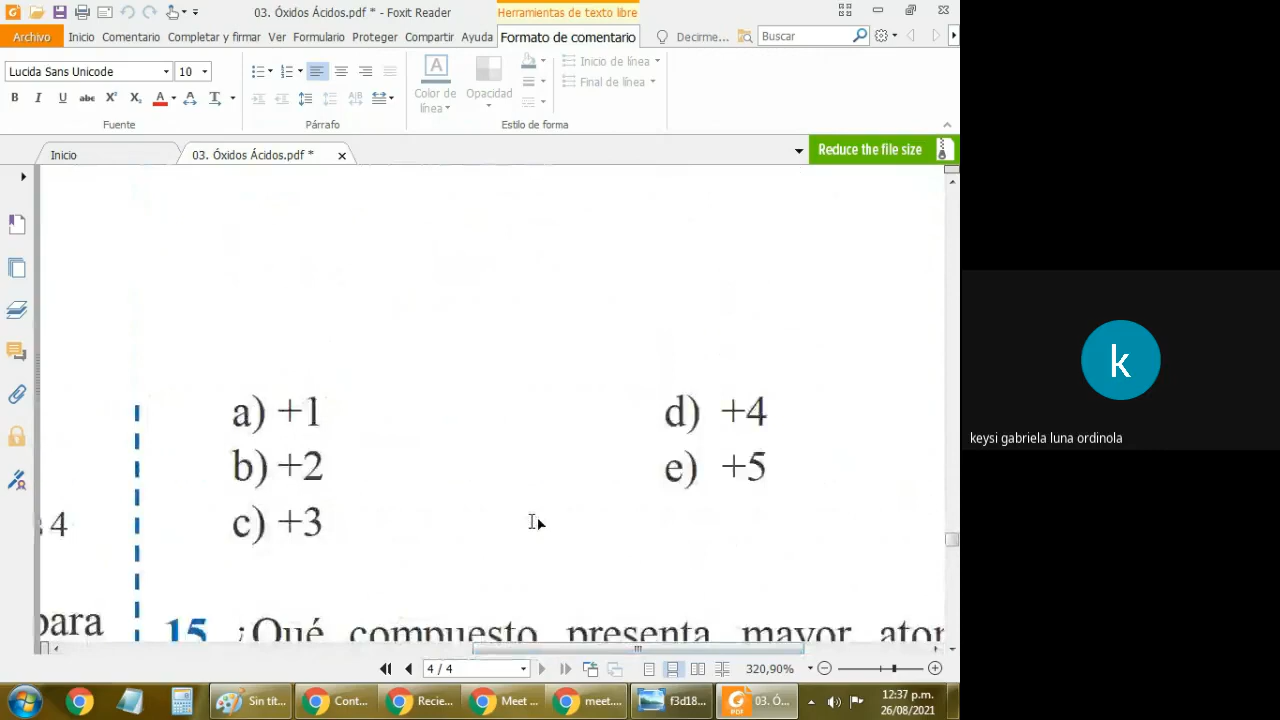 03. Óxidos Ácidos.pdf * - Foxit Reader
Herramientas de texto libre
Archivo Inicio Comentario Completar y firmar Ver Formulario Proteger Compartir Ayuda Formato de comentario Decirme... Buscar
Lucida Sans Unicode 10
Color de línea Opacidad
Inicio de línea
Final de línea
Fuente Párrafo Estilo de forma
Inicio 03. Óxidos Ácidos.pdf * Reduce the file size
PDF
a) +1 d) +4
b) +2 e) +5
c) +3
4
para
15 ¿Qué compuesto presenta mayor ator
k
keysi gabriela luna ordinola
4 / 4 320,90%
Sin tít... Cont... Recie... Meet ... meet.... f3d18... 03. Ó...
12:37 p.m.
26/08/2021